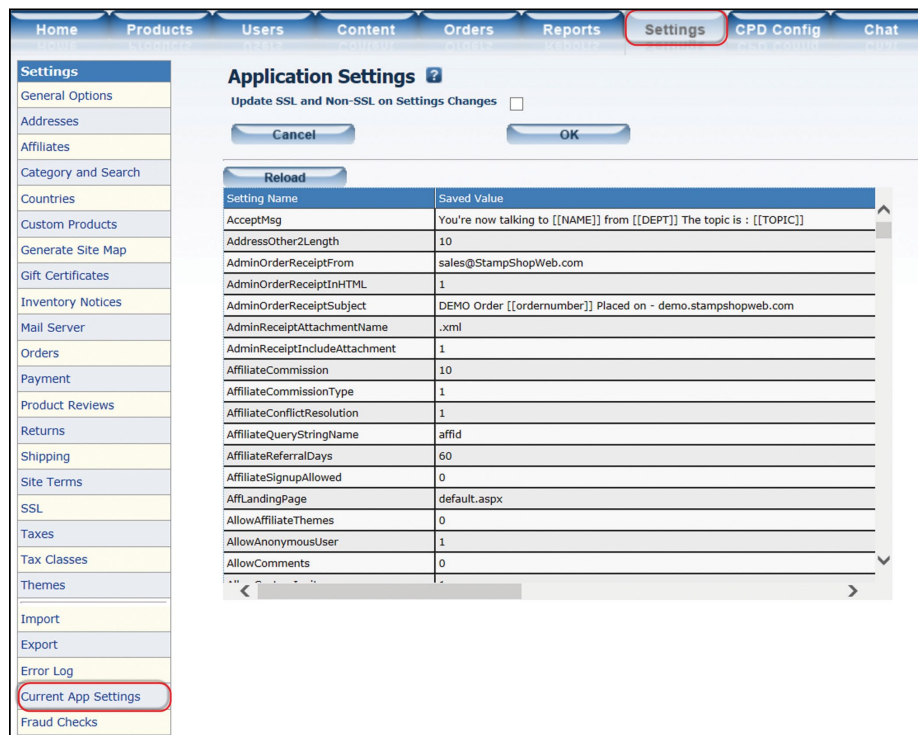 Home Products Users Content Orders Reports Settings CPD Config Chat
Settings
General Options
Addresses
Affiliates
Category and Search
Countries
Custom Products
Generate Site Map
Gift Certificates
Inventory Notices
Mail Server
Orders
Payment
Product Reviews
Returns
Shipping
Site Terms
SSL
Taxes
Tax Classes
Themes
Import
Export
Error Log
Current App Settings
Fraud Checks
Application Settings ?
Update SSL and Non-SSL on Settings Changes
Cancel OK
Reload
Setting Name Saved Value
AcceptMsg You're now talking to [[NAME]] from [[DEPT]] The topic is : [[TOPIC]]
AddressOther2Length 10
AdminOrderReceiptFrom sales@StampShopWeb.com
AdminOrderReceiptInHTML 1
AdminOrderReceiptSubject DEMO Order [[ordernumber]] Placed on - demo.stampshopweb.com
AdminReceiptAttachmentName .xml
AdminReceiptIncludeAttachment 1
AffiliateCommission 10
AffiliateCommissionType 1
AffiliateConflictResolution 1
AffiliateQueryStringName affid
AffiliateReferralDays 60
AffiliateSignupAllowed 0
AffLandingPage default.aspx
AllowAffiliateThemes 0
AllowAnonymousUser 1
AllowComments 0